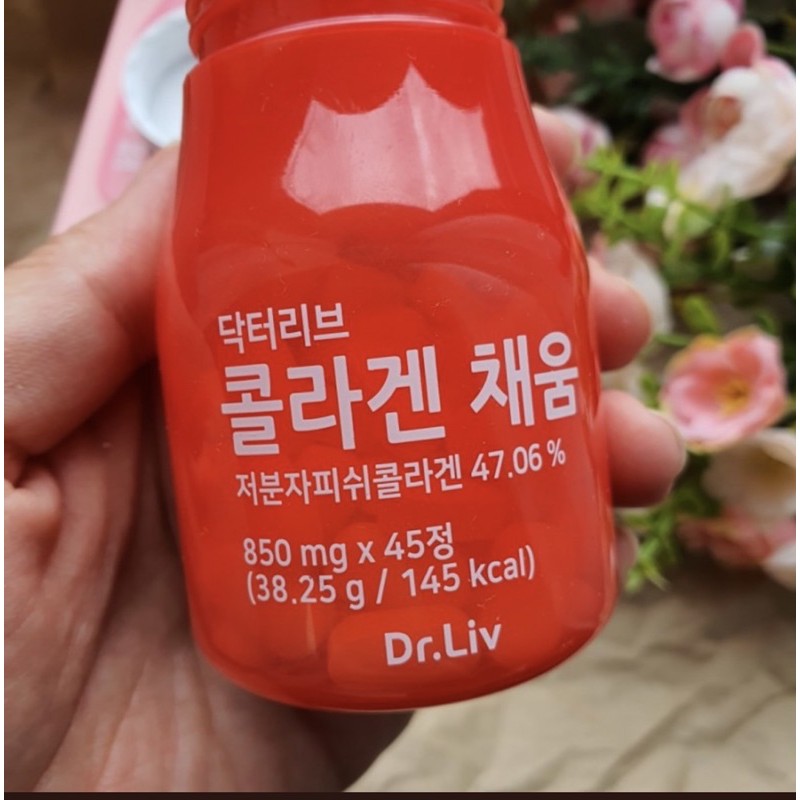 닥터리브
콜라겐 채움
저분자피쉬콜라겐 47.06 %
850 mg x 45정
(38.25 g / 145 kcal)
Dr.Liv